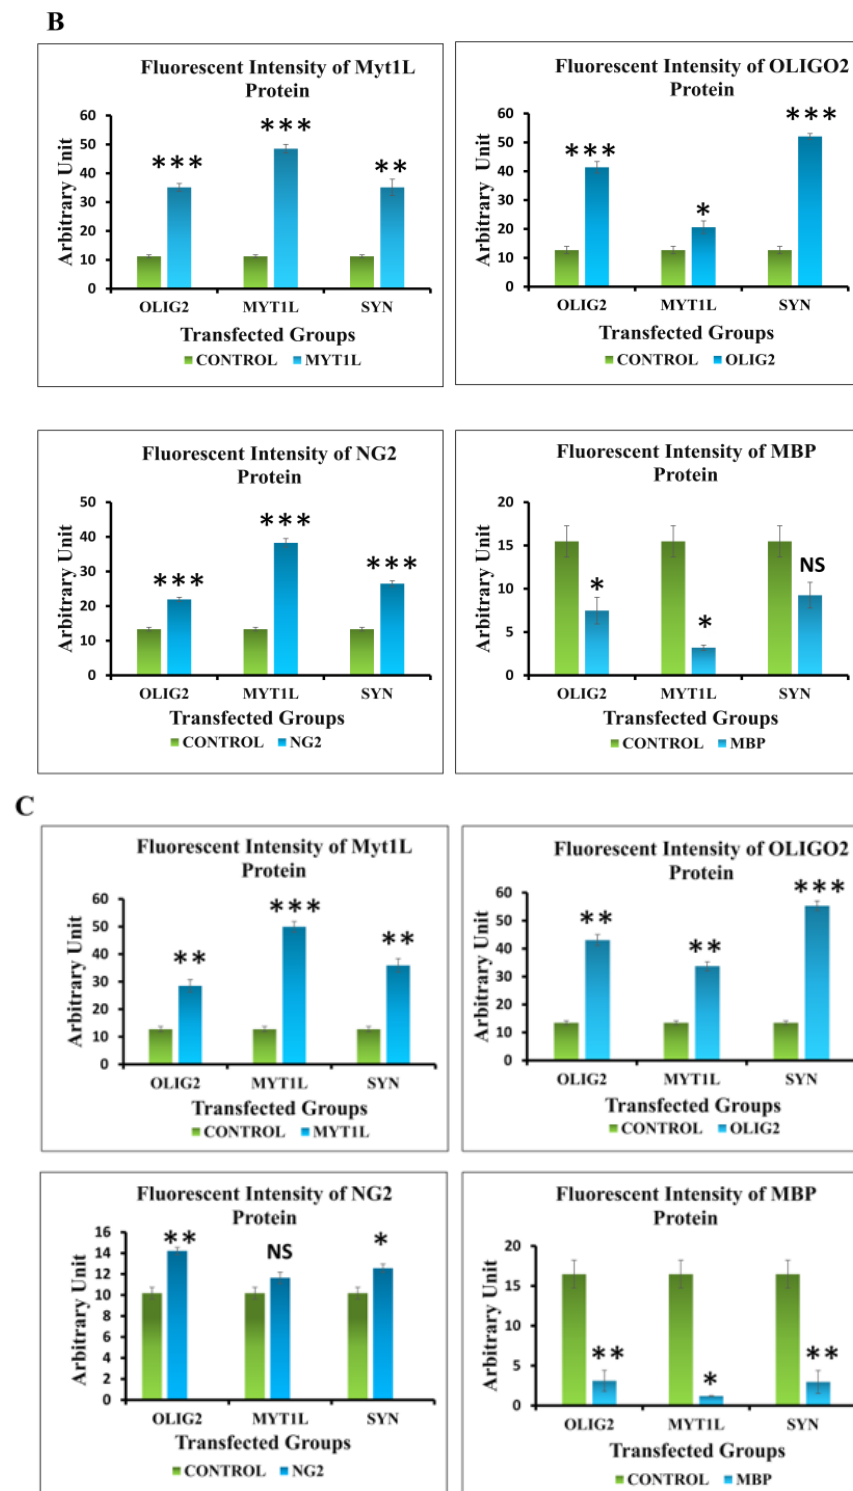 B
Fluorescent Intensity of Myt1L
Protein
60
50
40
30
20
10
0
Arbitrary Unit
***
***
**
OLIG2 MYT1L SYN
Transfected Groups
CONTROL MYT1L
Fluorescent Intensity of OLIGO2
Protein
60
50
40
30
20
10
0
Arbitrary Unit
***
*
***
OLIG2 MYT1L SYN
Transfected Groups
CONTROL OLIG2
Fluorescent Intensity of NG2
Protein
50
40
30
20
10
0
Arbitrary Unit
***
***
***
OLIG2 MYT1L SYN
Transfected Groups
CONTROL NG2
Fluorescent Intensity of MBP
Protein
20
15
10
5
0
Arbitrary Unit
*
*
NS
OLIG2 MYT1L SYN
Transfected Groups
CONTROL MBP
C
Fluorescent Intensity of Myt1L
Protein
60
50
40
30
20
10
0
Arbitrary Unit
**
***
**
OLIG2 MYT1L SYN
Transfected Groups
CONTROL MYT1L
Fluorescent Intensity of OLIGO2
Protein
60
50
40
30
20
10
0
Arbitrary Unit
**
**
***
OLIG2 MYT1L SYN
Transfected Groups
CONTROL OLIG2
Fluorescent Intensity of NG2
Protein
16
14
12
10
8
6
4
2
0
Arbitrary Unit
**
NS
*
OLIG2 MYT1L SYN
Transfected Groups
CONTROL NG2
Fluorescent Intensity of MBP
Protein
20
15
10
5
0
Arbitrary Unit
**
*
**
OLIG2 MYT1L SYN
Transfected Groups
CONTROL MBP